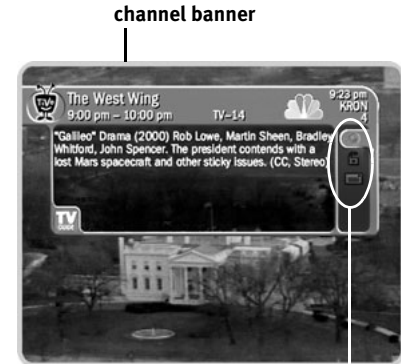 channel banner
TiVo
The West Wing
9:23 pm
KRON
4
9:00 pm – 10:00 pm TV–14
"Galileo" Drama (2000) Rob Lowe, Martin Sheen, Bradley
Whitford, John Spencer. The president contends with a
lost Mars spacecraft and other sticky issues. (CC, Stereo)
TV
GUIDE